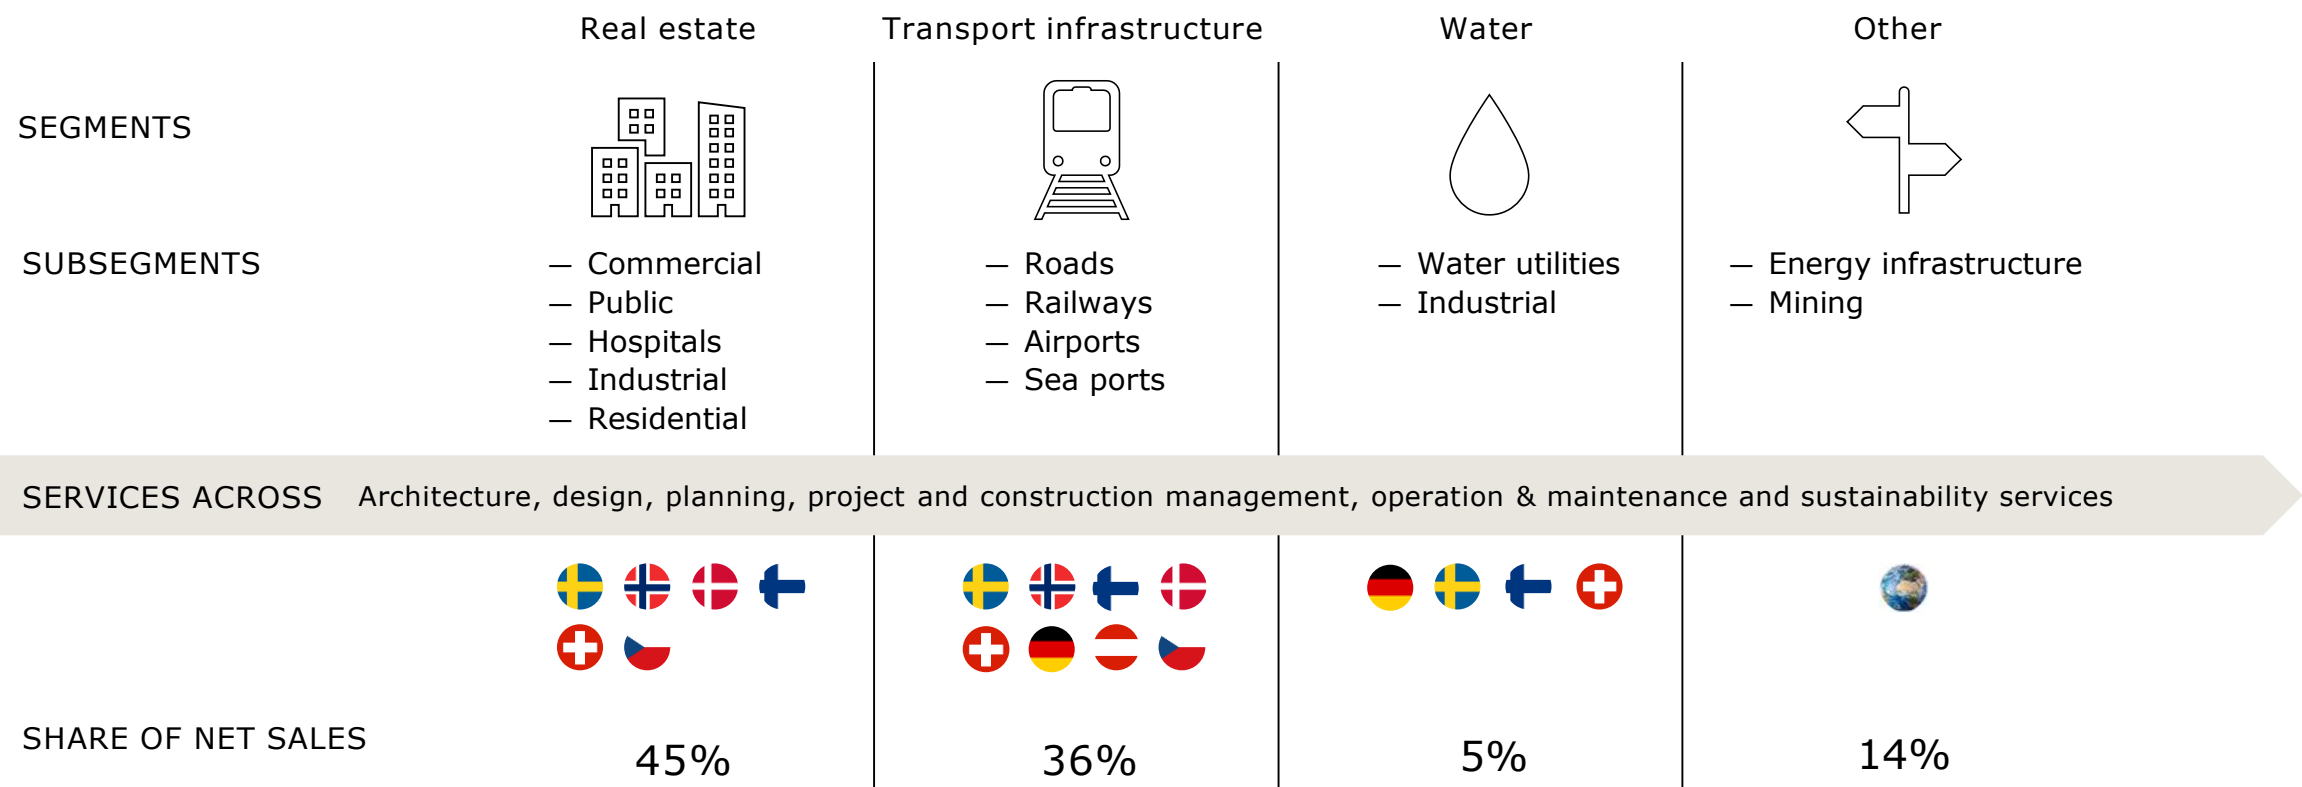 Real estate
Transport infrastructure
Water
Other
SEGMENTS
SUBSEGMENTS
— Commercial
— Public
— Hospitals
— Industrial
— Residential
— Roads
— Railways
— Airports
— Sea ports
— Water utilities
— Industrial
— Energy infrastructure
— Mining
SERVICES ACROSS
Architecture, design, planning, project and construction management, operation & maintenance and sustainability services
SHARE OF NET SALES
45%
36%
5%
14%